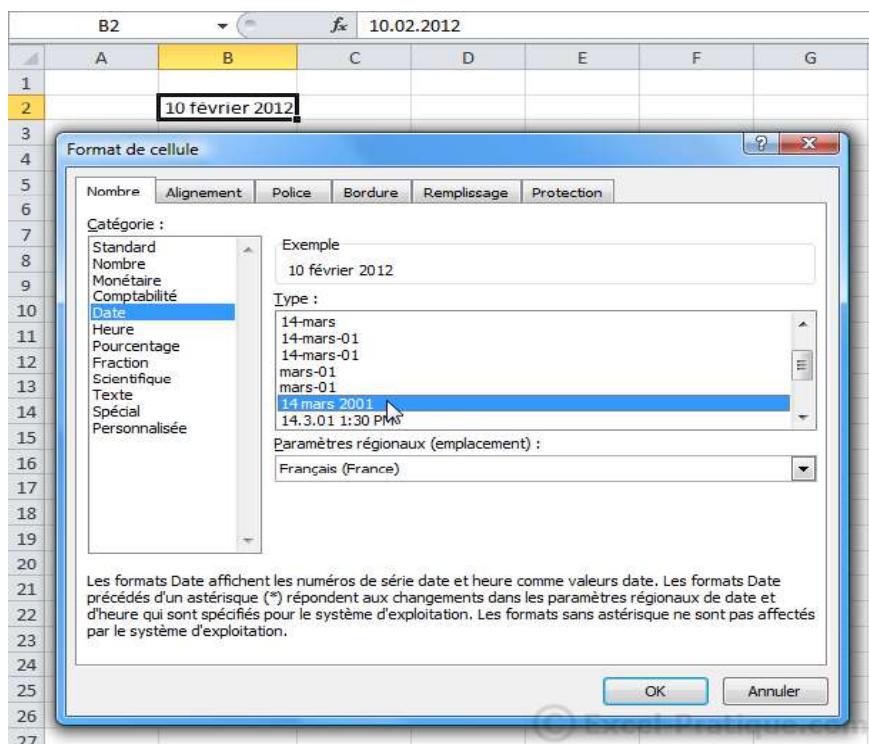 B2 fx 10.02.2012
A B C D E F G
1
2 10 février 2012
3
4
5
6
7
8
9
10
11
12
13
14
15
16
17
18
19
20
21
22
23
24
25
26
27
Format de cellule
Nombre Alignement Police Bordure Remplissage Protection
Catégorie :
Standard
Nombre
Monétaire
Comptabilité
Date
Heure
Pourcentage
Fraction
Scientifique
Texte
Spécial
Personnalisée
Exemple
10 février 2012
Type :
14-mars
14-mars-01
14-mars-01
mars-01
mars-01
14 mars 2001
14.3.01 1:30 PM
Paramètres régionaux (emplacement) :
Français (France)
Les formats Date affichent les numéros de série date et heure comme valeurs date. Les formats Date
précédés d'un astérisque (*) répondent aux changements dans les paramètres régionaux de date et
d'heure qui sont spécifiés pour le système d'exploitation. Les formats sans astérisque ne sont pas affectés
par le système d'exploitation.
OK Annuler
© Excel-Pratique.com